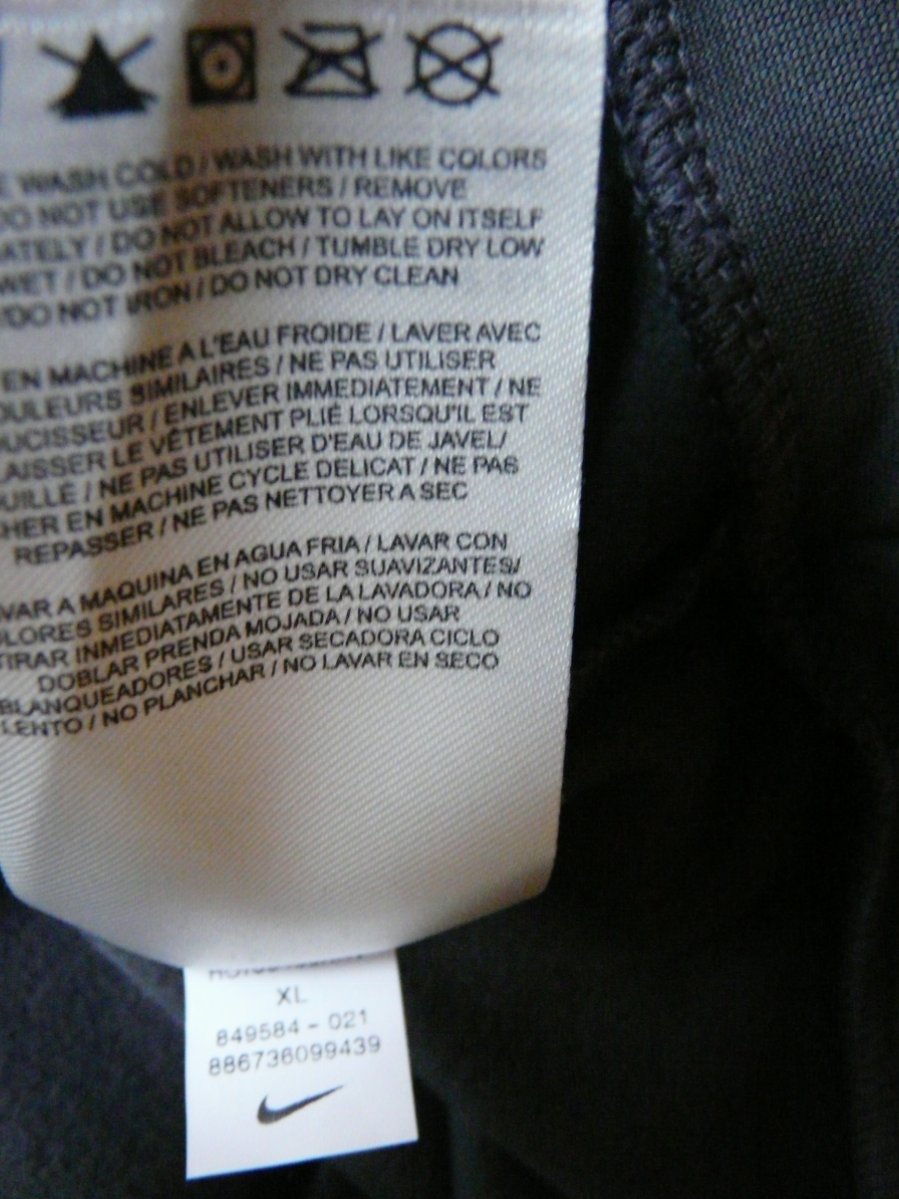 WASH COLD / WASH WITH LIKE COLORS
DO NOT USE SOFTENERS / REMOVE
ATELY / DO NOT ALLOW TO LAY ON ITSELF
WET / DO NOT BLEACH / TUMBLE DRY LOW
/ DO NOT IRON / DO NOT DRY CLEAN
EN MACHINE A L'EAU FROIDE / LAVER AVEC
OULEURS SIMILAIRES / NE PAS UTILISER
UCISSEUR / ENLEVER IMMEDIATEMENT / NE
AISSER LE VÊTEMENT PLIÉ LORSQU'IL EST
UILLÉ / NE PAS UTILISER D'EAU DE JAVEL/
HER EN MACHINE CYCLE DELICAT / NE PAS
REPASSER / NE PAS NETTOYER A SEC
VAR A MAQUINA EN AGUA FRIA / LAVAR CON
LORES SIMILARES / NO USAR SUAVIZANTES/
TIRAR INMEDIATAMENTE DE LA LAVADORA / NO
DOBLAR PRENDA MOJADA / NO USAR
BLANQUEADORES / USAR SECADORA CICLO
LENTO / NO PLANCHAR / NO LAVAR EN SECO
XL
849584 - 021
886736099439